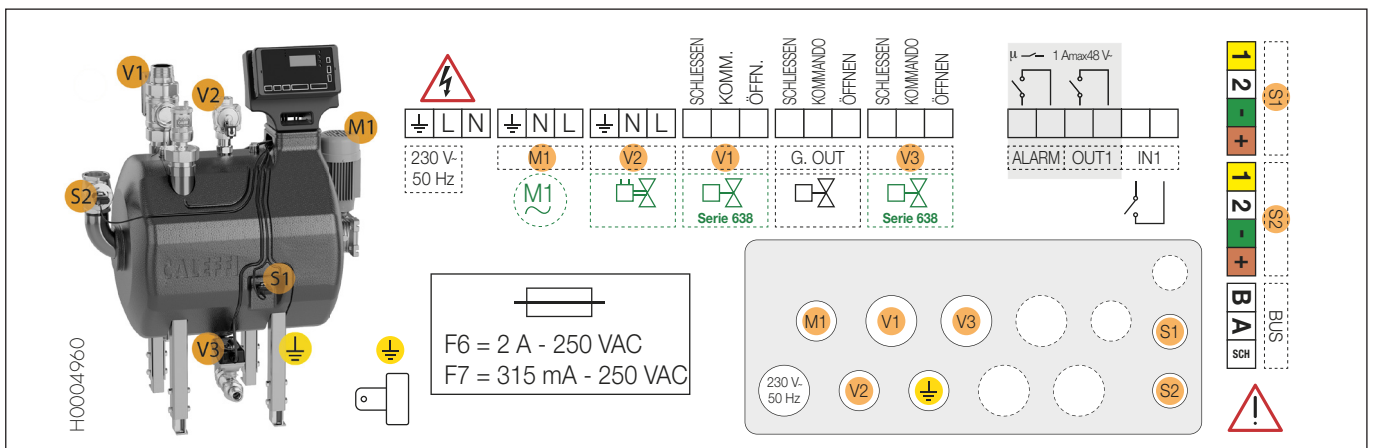 V1
V2
M1
S2
CALEFFI
S1
V3
H0004960
L N
230 V~
50 Hz
N L
M1
M1
N L
V2
SCHLIESSEN
KOMM.
ÖFFN.
V1
Serie 638
SCHLIESSEN
KOMMANDO
ÖFFNEN
G. OUT
SCHLIESSEN
KOMMANDO
ÖFFNEN
V3
Serie 638
µ 1 Amax48 V~
ALARM OUT1 IN1
F6 = 2 A - 250 VAC
F7 = 315 mA - 250 VAC
M1 V1 V3 S1
230 V~
50 Hz
V2 S2
1 2 - +
S1
1 2 - +
S2
B A SCH
BUS